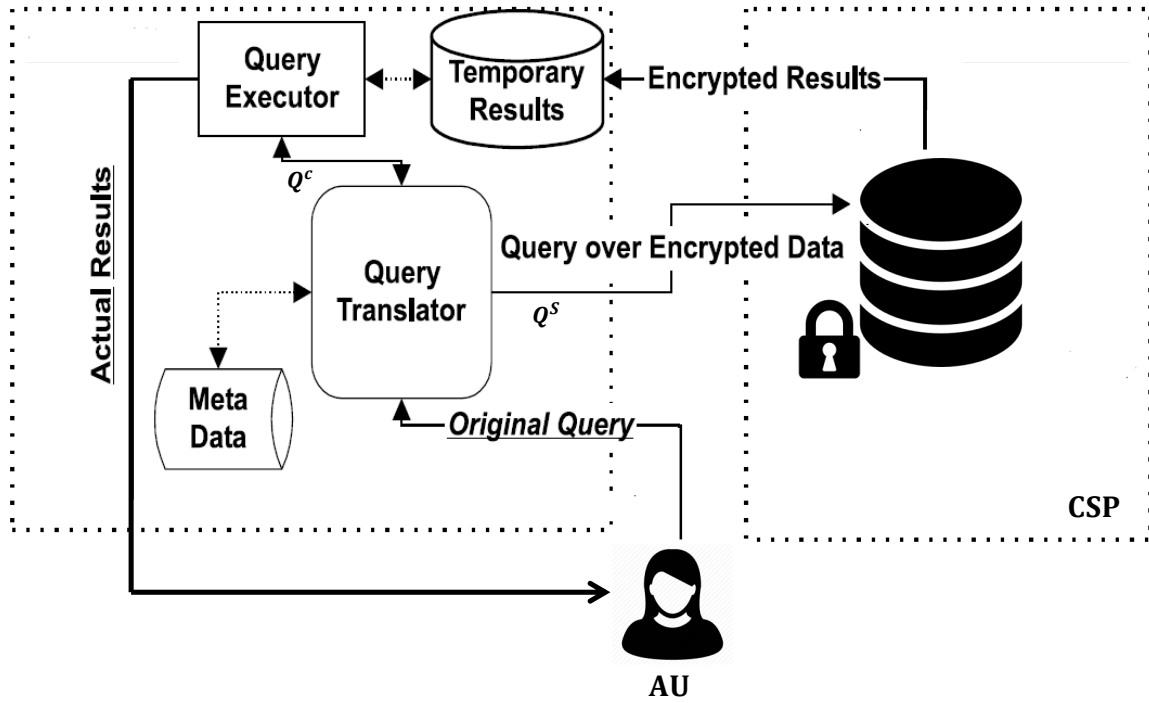 Query
Executor
Temporary
Results
Encrypted Results
Q^C
Actual Results
Query over Encrypted Data
Query
Translator
Q^S
Meta
Data
Original Query
CSP
AU